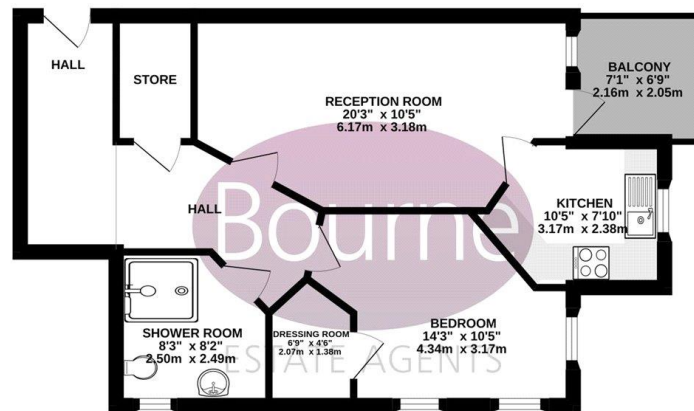 HALL
STORE
RECEPTION ROOM
20'3" x 10'5"
6.17m x 3.18m
BALCONY
7'1" x 6'9"
2.16m x 2.05m
HALL
Bourne
ESTATE AGENTS
KITCHEN
10'5" x 7'10"
3.17m x 2.38m
SHOWER ROOM
8'3" x 8'2"
2.50m x 2.49m
DRESSING ROOM
6'9" x 4'6"
2.07m x 1.38m
BEDROOM
14'3" x 10'5"
4.34m x 3.17m